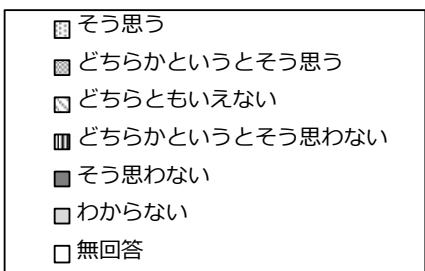 そう思う
どちらかというとそう思う
どちらともいえない
どちらかというとそう思わない
そう思わない
わからない
無回答